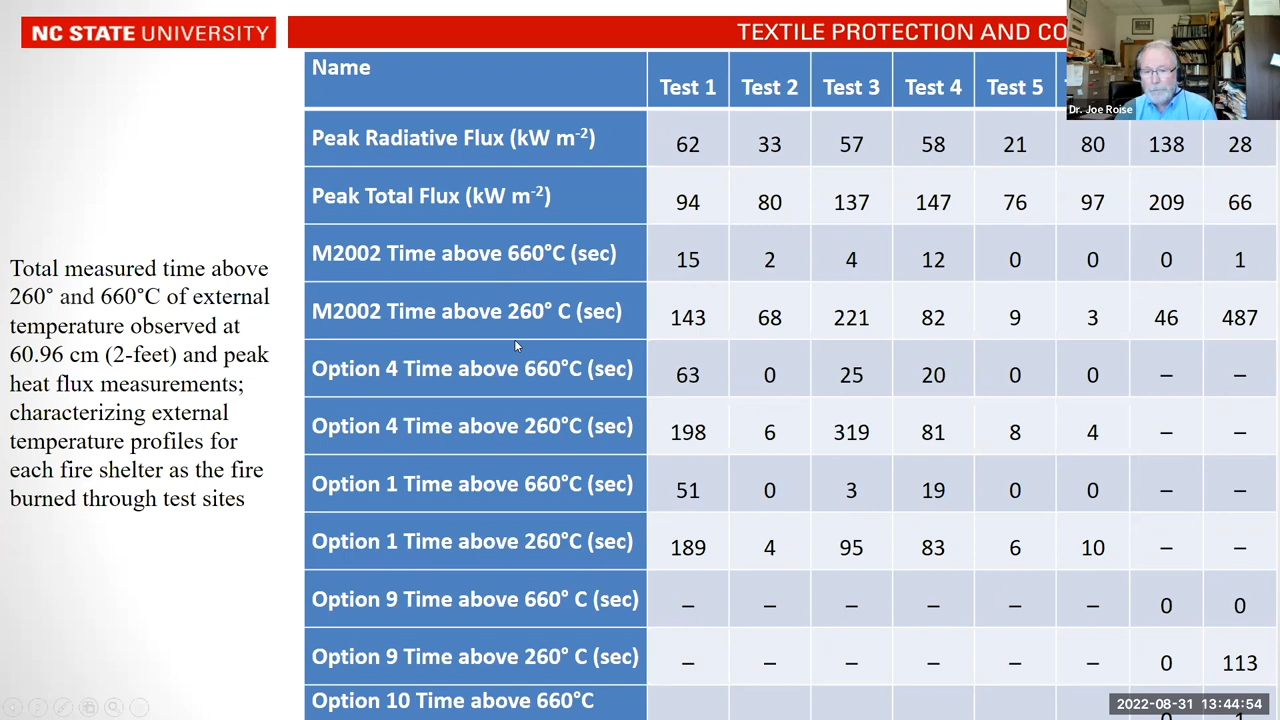 NC STATE UNIVERSITY
TEXTILE PROTECTION AND CO
Dr. Joe Roise
Name Test 1 Test 2 Test 3 Test 4 Test 5
Peak Radiative Flux (kW m-2) 62 33 57 58 21 80 138 28
Peak Total Flux (kW m-2) 94 80 137 147 76 97 209 66
M2002 Time above 660°C (sec) 15 2 4 12 0 0 0 1
M2002 Time above 260° C (sec) 143 68 221 82 9 3 46 487
Option 4 Time above 660°C (sec) 63 0 25 20 0 0 – –
Option 4 Time above 260°C (sec) 198 6 319 81 8 4 – –
Option 1 Time above 660°C (sec) 51 0 3 19 0 0 – –
Option 1 Time above 260°C (sec) 189 4 95 83 6 10 – –
Option 9 Time above 660° C (sec) – – – – – – 0 0
Option 9 Time above 260° C (sec) – – – – – – 0 113
Option 10 Time above 660°C
Total measured time above
260° and 660°C of external
temperature observed at
60.96 cm (2-feet) and peak
heat flux measurements;
characterizing external
temperature profiles for
each fire shelter as the fire
burned through test sites
2022-08-31 13:44:54